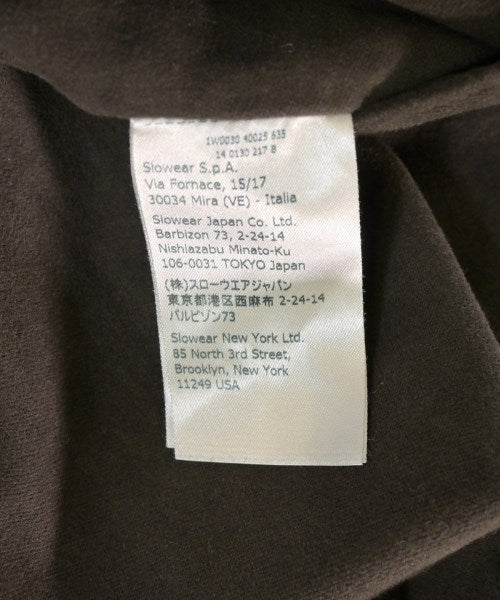 1W0030 40025 635
14 0130 217 8
Slowear S.p.A.
Via Fornace, 15/17
30034 Mira (VE) - Italia
Slowear Japan Co. Ltd.
Barbizon 73, 2-24-14
Nishiazabu Minato-Ku
106-0031 TOKYO Japan
(株)スローウエアジャパン
東京都港区西麻布 2-24-14
バルビゾン73
Slowear New York Ltd.
85 North 3rd Street,
Brooklyn, New York
11249 USA